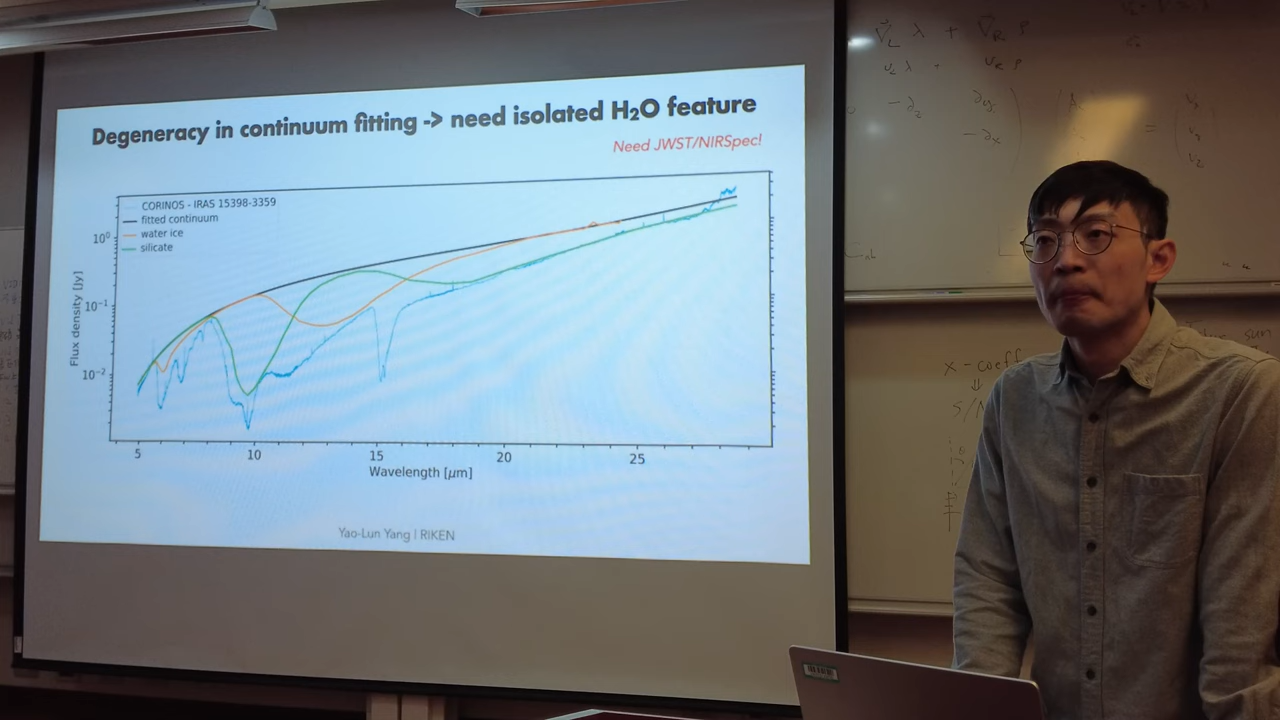 Degeneracy in continuum fitting -> need isolated H₂O feature
Need JWST/NIRSpec!
CORINOS - IRAS 15398-3359
fitted continuum
water ice
silicate
Flux density [Jy]
10⁰
10⁻¹
10⁻²
5 10 15 20 25
Wavelength [μm]
Yao-Lun Yang | RIKEN
x - coeff